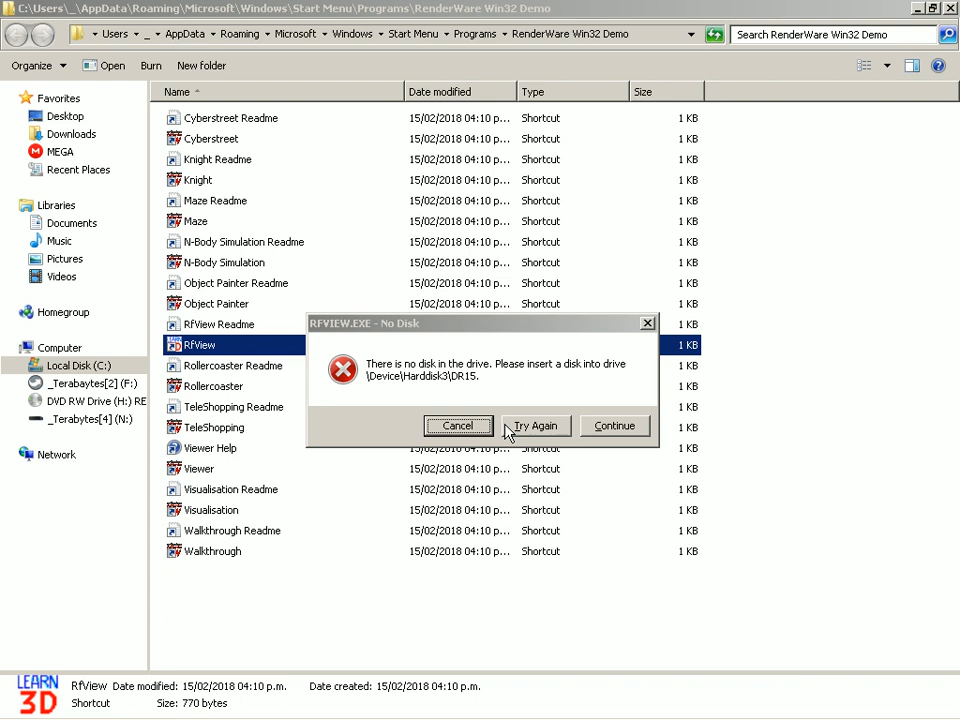 C:\Users\_\AppData\Roaming\Microsoft\Windows\Start Menu\Programs\RenderWare Win32 Demo
Users _ AppData Roaming Microsoft Windows Start Menu Programs RenderWare Win32 Demo
Search RenderWare Win32 Demo
Organize Open Burn New folder
Name Date modified Type Size
Favorites
Desktop
Downloads
MEGA
Recent Places
Libraries
Documents
Music
Pictures
Videos
Homegroup
Computer
Local Disk (C:)
_Terabaytes[2] (F:)
DVD RW Drive (H:) RE
_Terabytes[4] (N:)
Network
Cyberstreet Readme 15/02/2018 04:10 p... Shortcut 1 KB
Cyberstreet 15/02/2018 04:10 p... Shortcut 1 KB
Knight Readme 15/02/2018 04:10 p... Shortcut 1 KB
Knight 15/02/2018 04:10 p... Shortcut 1 KB
Maze Readme 15/02/2018 04:10 p... Shortcut 1 KB
Maze 15/02/2018 04:10 p... Shortcut 1 KB
N-Body Simulation Readme 15/02/2018 04:10 p... Shortcut 1 KB
N-Body Simulation 15/02/2018 04:10 p... Shortcut 1 KB
Object Painter Readme 15/02/2018 04:10 p... Shortcut 1 KB
Object Painter 15/02/2018 04:10 p... Shortcut 1 KB
RfView Readme 1 KB
RfView 1 KB
Rollercoaster Readme 1 KB
Rollercoaster 1 KB
TeleShopping Readme 1 KB
TeleShopping 1 KB
Viewer Help 15/02/2018 04:10 p... Shortcut 1 KB
Viewer 15/02/2018 04:10 p... Shortcut 1 KB
Visualisation Readme 15/02/2018 04:10 p... Shortcut 1 KB
Visualisation 15/02/2018 04:10 p... Shortcut 1 KB
Walkthrough Readme 15/02/2018 04:10 p... Shortcut 1 KB
Walkthrough 15/02/2018 04:10 p... Shortcut 1 KB
RFVIEW.EXE - No Disk
There is no disk in the drive. Please insert a disk into drive
\Device\Harddisk3\DR15.
Cancel Try Again Continue
LEARN
3D
RfView Date modified: 15/02/2018 04:10 p.m. Date created: 15/02/2018 04:10 p.m.
Shortcut Size: 770 bytes